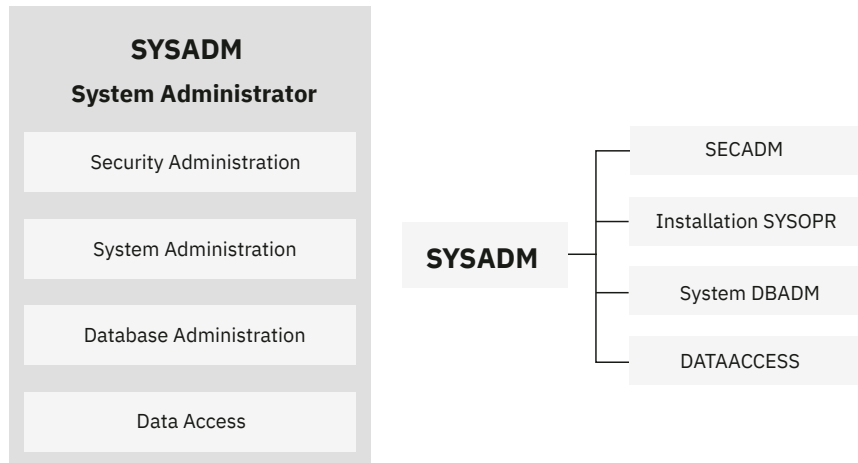 SYSADM
System Administrator
Security Administration
System Administration
Database Administration
Data Access
SYSADM
SECADM
Installation SYSOPR
System DBADM
DATAACCESS